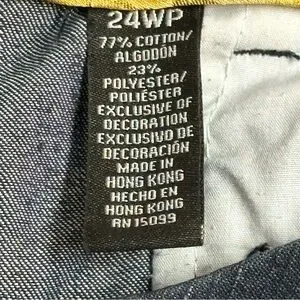 24WP
77% COTTON/
ALGODÓN
23%
POLYESTER/
POLIÉSTER
EXCLUSIVE OF
DECORATION
EXCLUSIVO DE
DECORACIÓN
MADE IN
HONG KONG
HECHO EN
HONG KONG
RN 15099